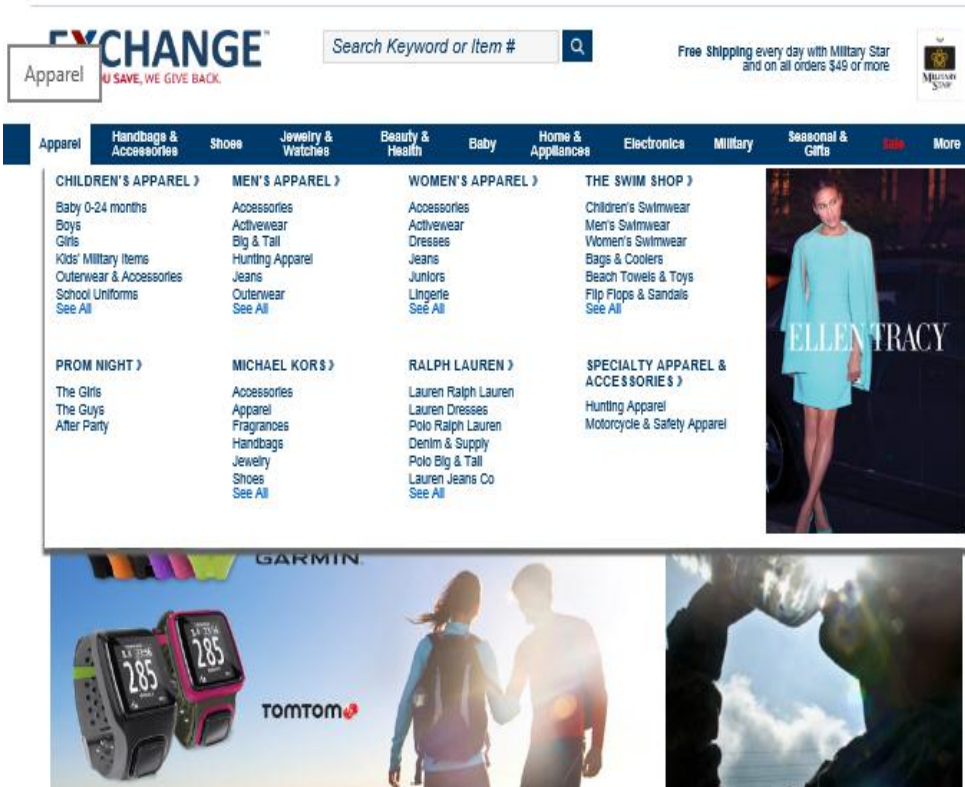 EXCHANGE
Apparel
U SAVE, WE GIVE BACK.
Search Keyword or Item #
Free Shipping every day with Military Star
and on all orders $49 or more
MILITARY
STAR
Apparel
Handbags &
Accessories
Shoes
Jewelry &
Watches
Beauty &
Health
Baby
Home &
Appliances
Electronics
Military
Seasonal &
Gifts
Sale
More
CHILDREN'S APPAREL
Baby 0-24 months
Boys
Girls
Kids' Military Items
Outerwear & Accessories
School Uniforms
See All
MEN'S APPAREL
Accessories
Activewear
Big & Tall
Hunting Apparel
Jeans
Outerwear
See All
WOMEN'S APPAREL
Accessories
Activewear
Dresses
Jeans
Juniors
Lingerie
See All
THE SWIM SHOP
Children's Swimwear
Men's Swimwear
Women's Swimwear
Bags & Coolers
Beach Towels & Toys
Flip Flops & Sandals
See All
PROM NIGHT
The Girls
The Guys
After Party
MICHAEL KORS
Accessories
Apparel
Fragrances
Handbags
Jewelry
Shoes
See All
RALPH LAUREN
Lauren Ralph Lauren
Lauren Dresses
Polo Ralph Lauren
Denim & Supply
Polo Big & Tall
Lauren Jeans Co
See All
SPECIALTY APPAREL &
ACCESSORIES
Hunting Apparel
Motorcycle & Safety Apparel
ELLEN TRACY
GARMIN
285
285
TOMTOM